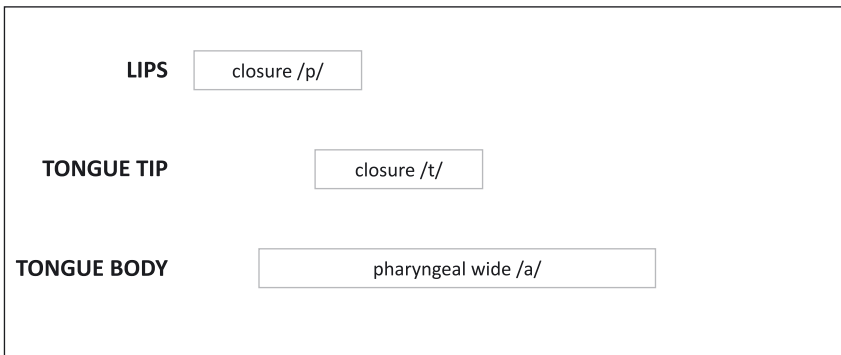 LIPS closure /p/
TONGUE TIP closure /t/
TONGUE BODY pharyngeal wide /a/